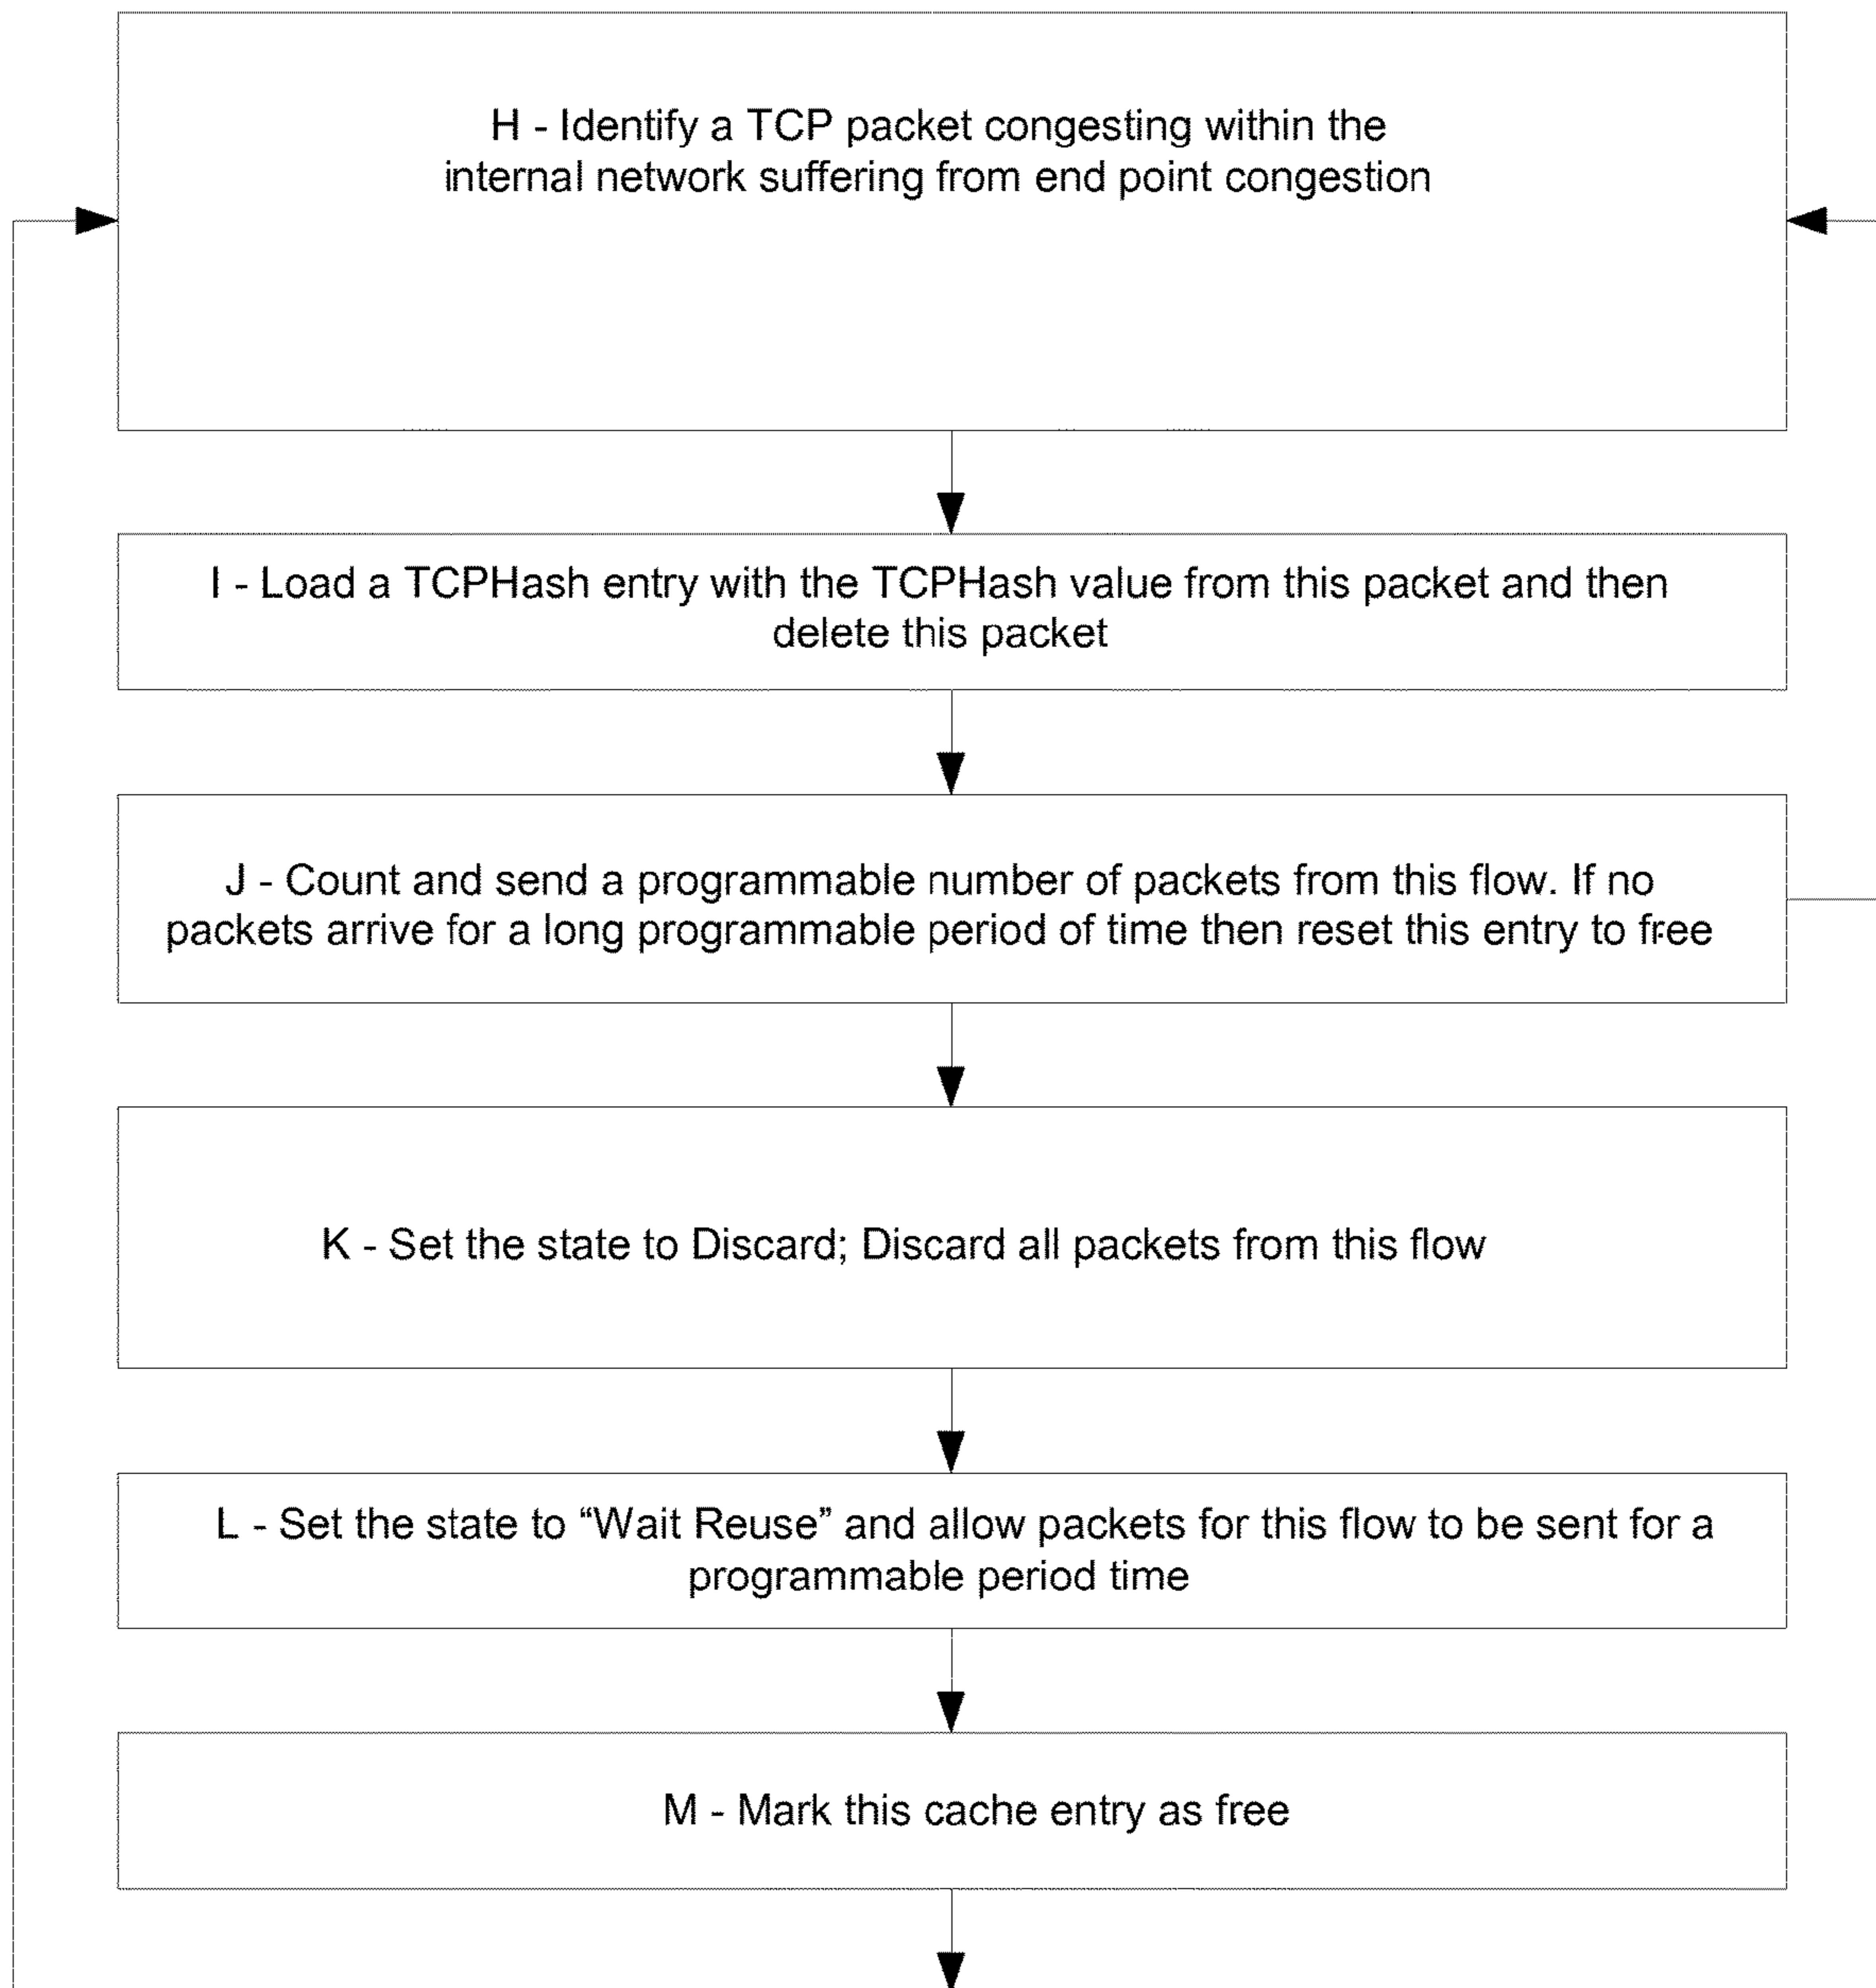 H - Identify a TCP packet congesting within the
internal network suffering from end point congestion
I - Load a TCPHash entry with the TCPHash value from this packet and then
delete this packet
J - Count and send a programmable number of packets from this flow. If no
packets arrive for a long programmable period of time then reset this entry to free
K - Set the state to Discard; Discard all packets from this flow
L - Set the state to “Wait Reuse” and allow packets for this flow to be sent for a
programmable period time
M - Mark this cache entry as free